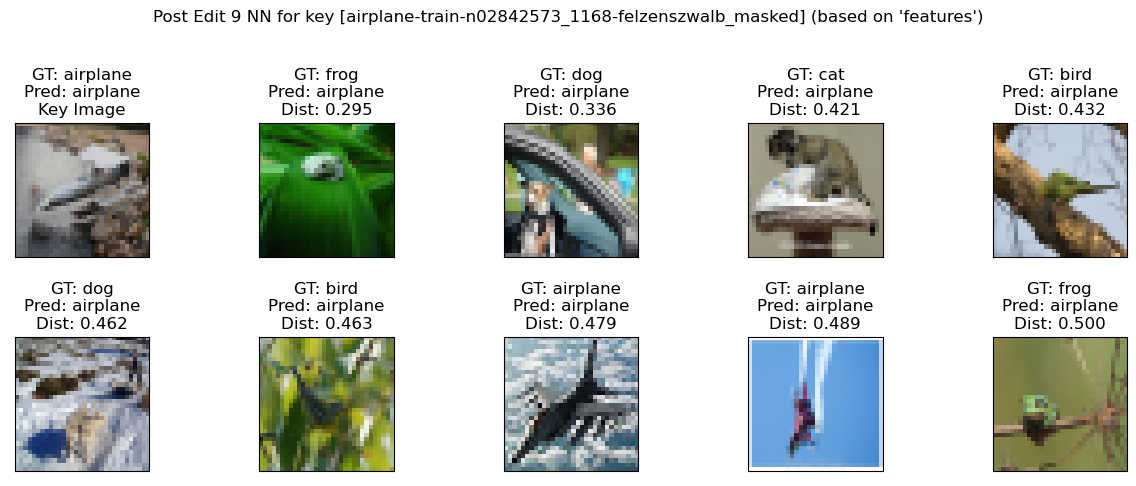 Post Edit 9 NN for key [airplane-train-n02842573_1168-felzenszwalb_masked] (based on 'features')
GT: airplane
Pred: airplane
Key Image
GT: frog
Pred: airplane
Dist: 0.295
GT: dog
Pred: airplane
Dist: 0.336
GT: cat
Pred: airplane
Dist: 0.421
GT: bird
Pred: airplane
Dist: 0.432
GT: dog
Pred: airplane
Dist: 0.462
GT: bird
Pred: airplane
Dist: 0.463
GT: airplane
Pred: airplane
Dist: 0.479
GT: airplane
Pred: airplane
Dist: 0.489
GT: frog
Pred: airplane
Dist: 0.500